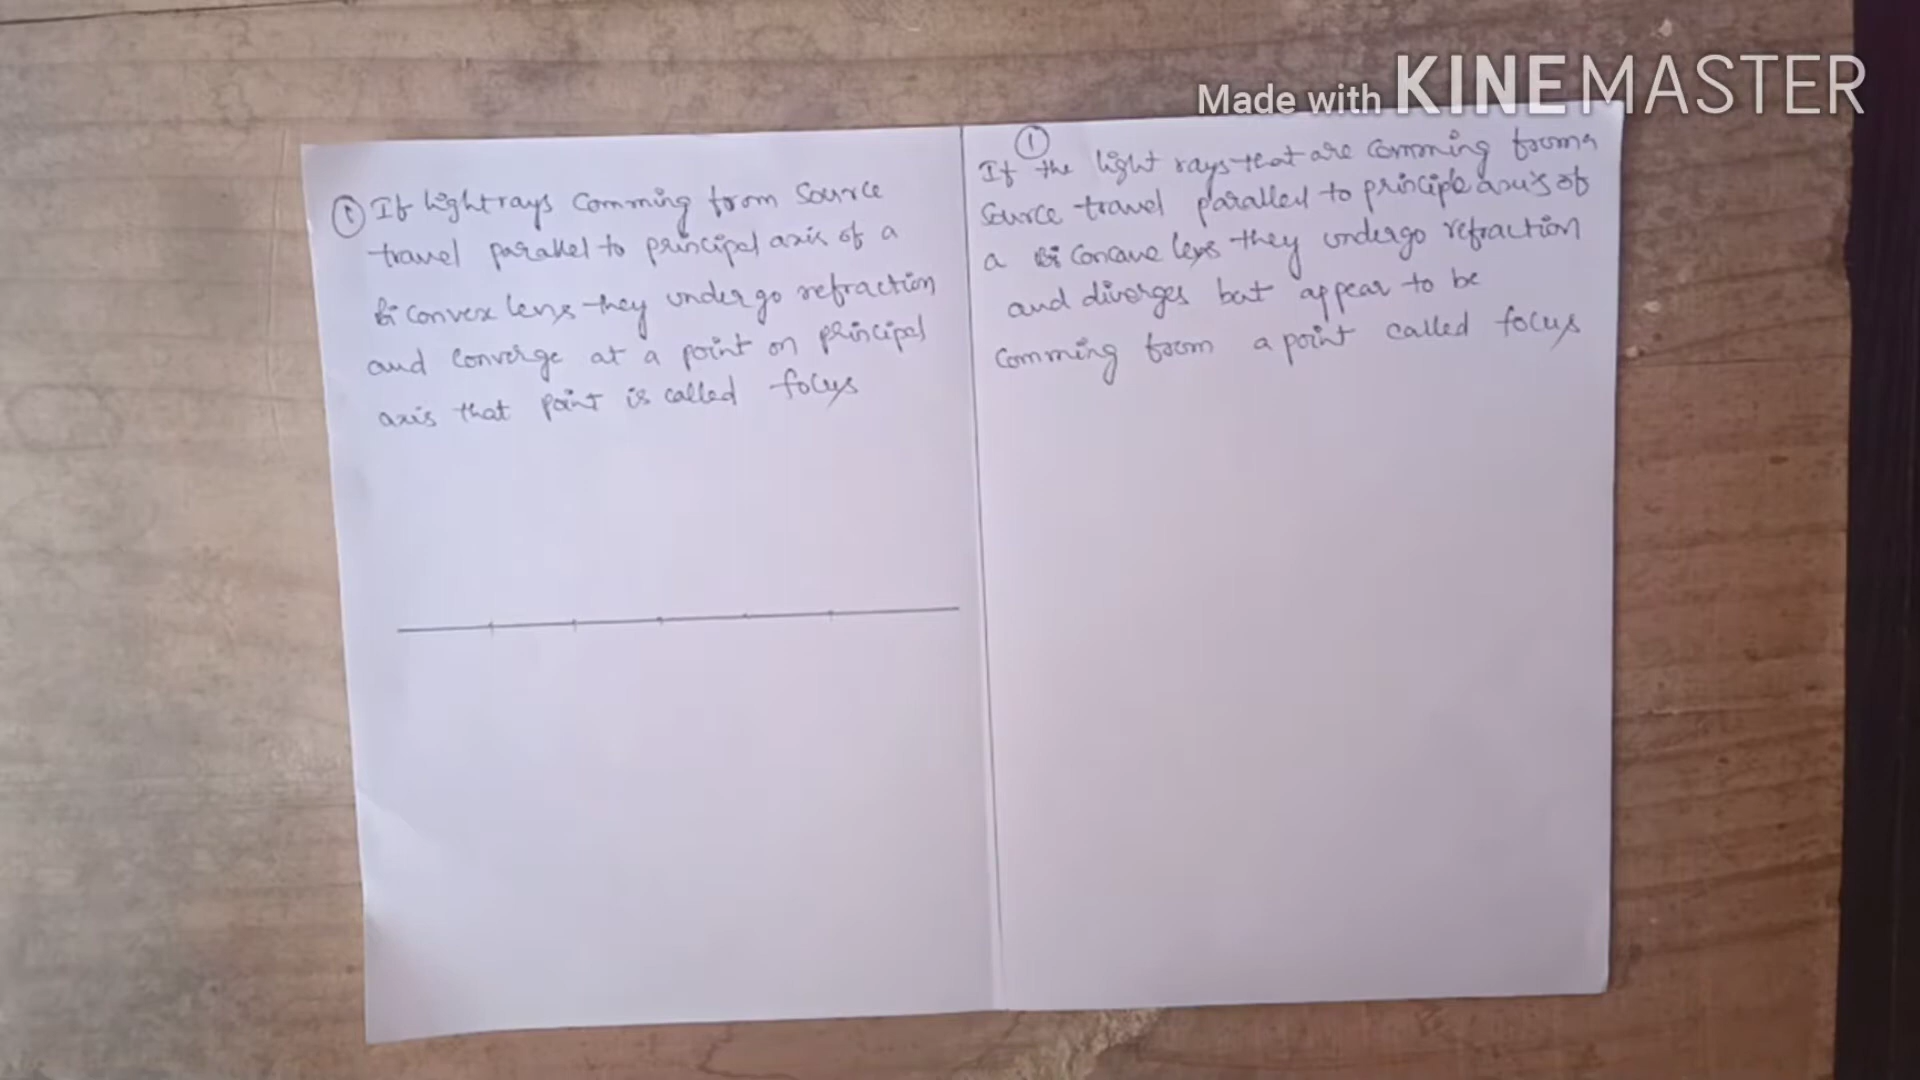 Made with KINEMASTER
① If light rays comming from source
travel parallel to principal axis of a
Bi convex lens they undergo refraction
and converge at a point on principal
axis that point is called focus
①
If the light rays that are comming from a
source travel parallel to principle axis of
a Bi concave lens they undergo refraction
and diverges but appear to be
comming from a point called focus